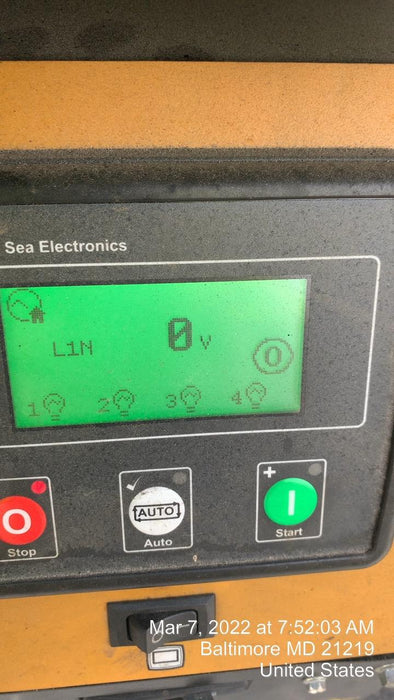 Sea Electronics
L1N 0 V
0
1 2 3 4
O AUTO I
Stop Auto Start
Mar 7, 2022 at 7:52:03 AM
Baltimore MD 21219
United States